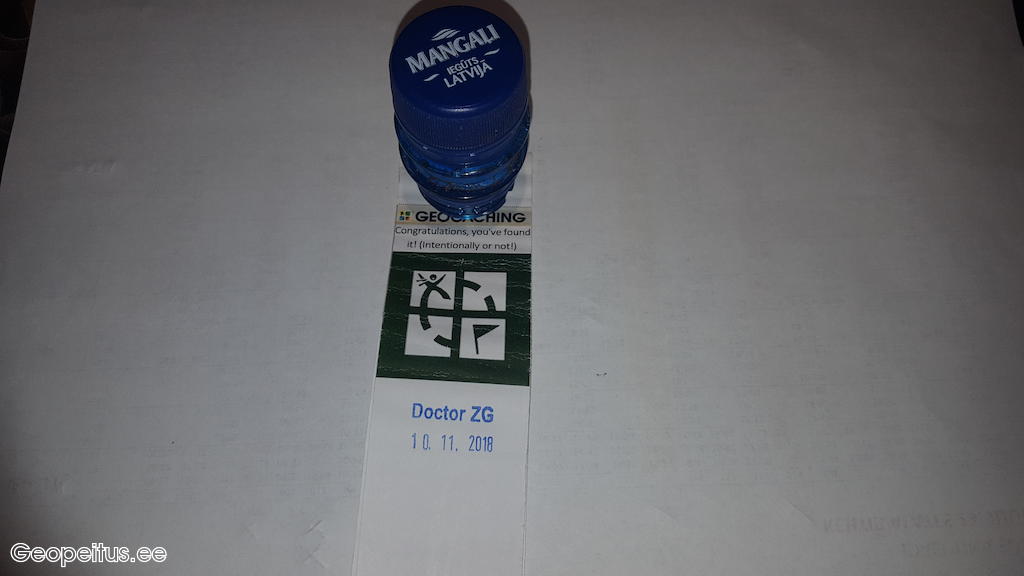 MANGAĻI
IEGŪTS
LATVIJĀ
GEOCACHING
Congratulations, you've found
it! (Intentionally or not!)
Doctor ZG
10. 11. 2018
Geopeitus.ee